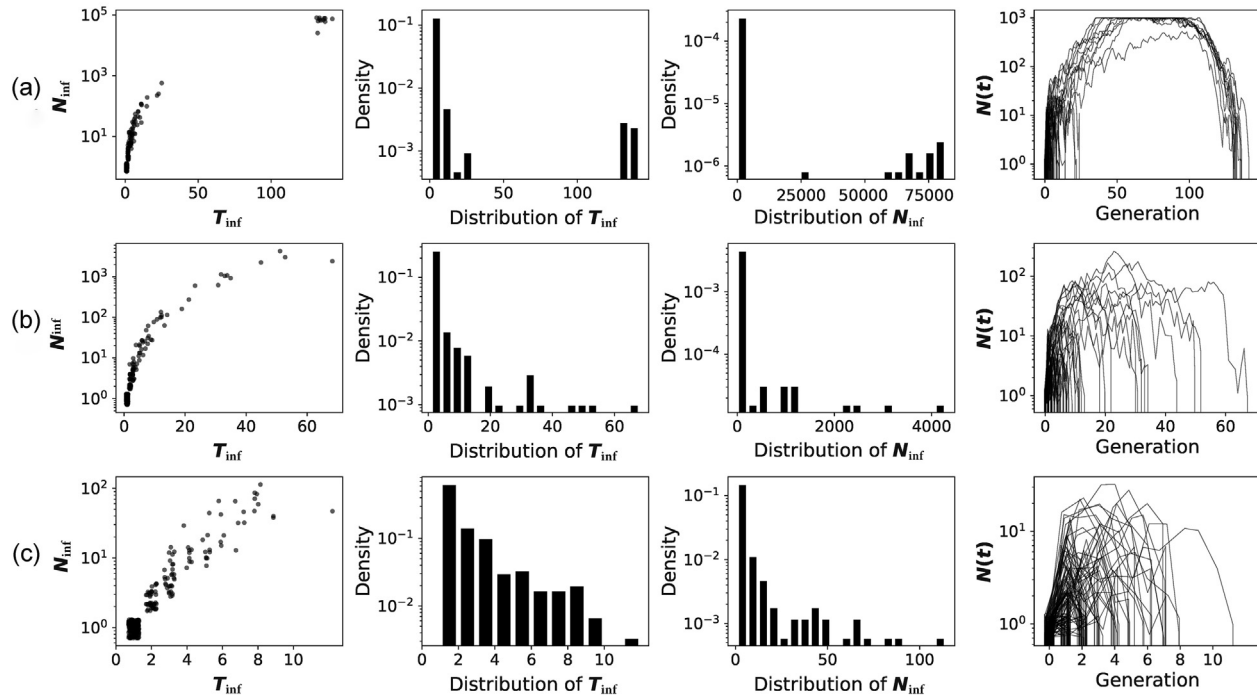 (a)
N_inf
10^5
10^3
10^1
0 50 100
T_inf
Density
10^-1
10^-2
10^-3
0 50 100
Distribution of T_inf
Density
10^-4
10^-5
10^-6
0 25000 50000 75000
Distribution of N_inf
N(t)
10^3
10^2
10^1
10^0
0 50 100
Generation
(b)
N_inf
10^3
10^2
10^1
10^0
0 20 40 60
T_inf
Density
10^-1
10^-2
10^-3
0 20 40 60
Distribution of T_inf
Density
10^-3
10^-4
0 2000 4000
Distribution of N_inf
N(t)
10^2
10^1
10^0
0 20 40 60
Generation
(c)
N_inf
10^2
10^1
10^0
0 2 4 6 8 10
T_inf
Density
10^-1
10^-2
2 4 6 8 10
Distribution of T_inf
Density
10^-1
10^-2
10^-3
0 50 100
Distribution of N_inf
N(t)
10^1
10^0
0 2 4 6 8 10
Generation